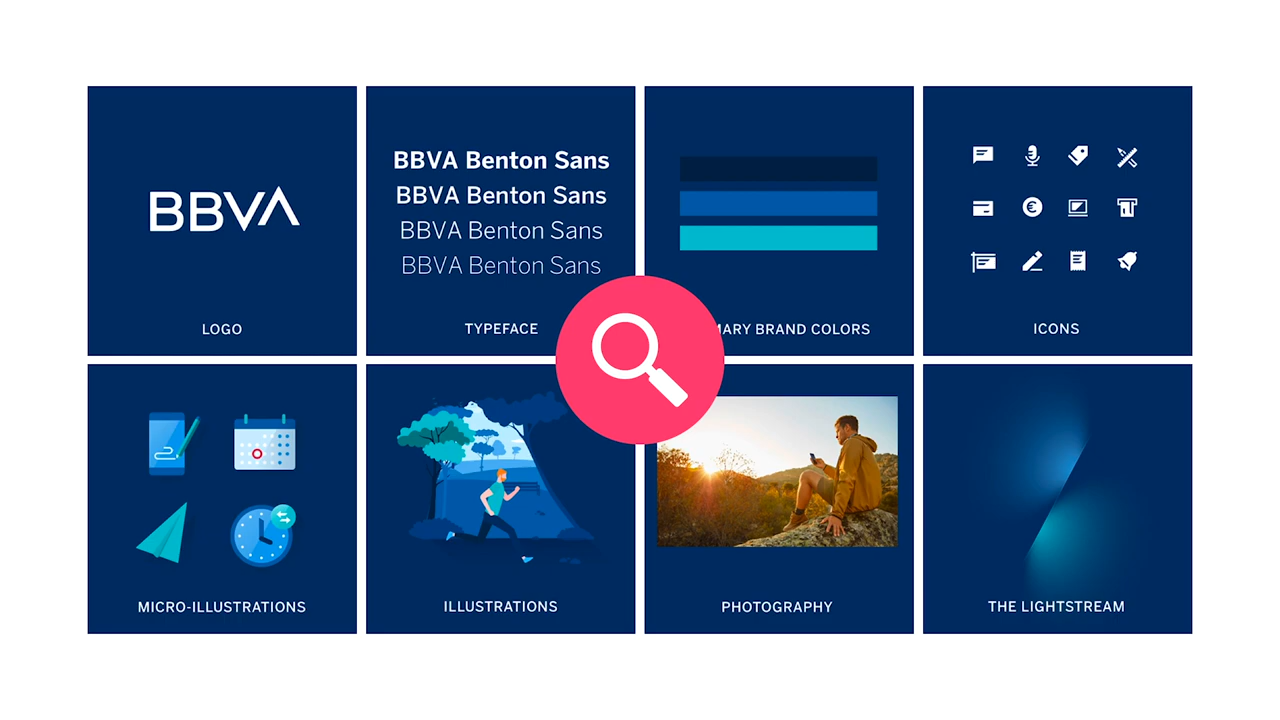 BBVA
LOGO
BBVA Benton Sans
BBVA Benton Sans
BBVA Benton Sans
BBVA Benton Sans
TYPEFACE
BRAND COLORS
ICONS
MICRO-ILLUSTRATIONS
ILLUSTRATIONS
PHOTOGRAPHY
THE LIGHTSTREAM